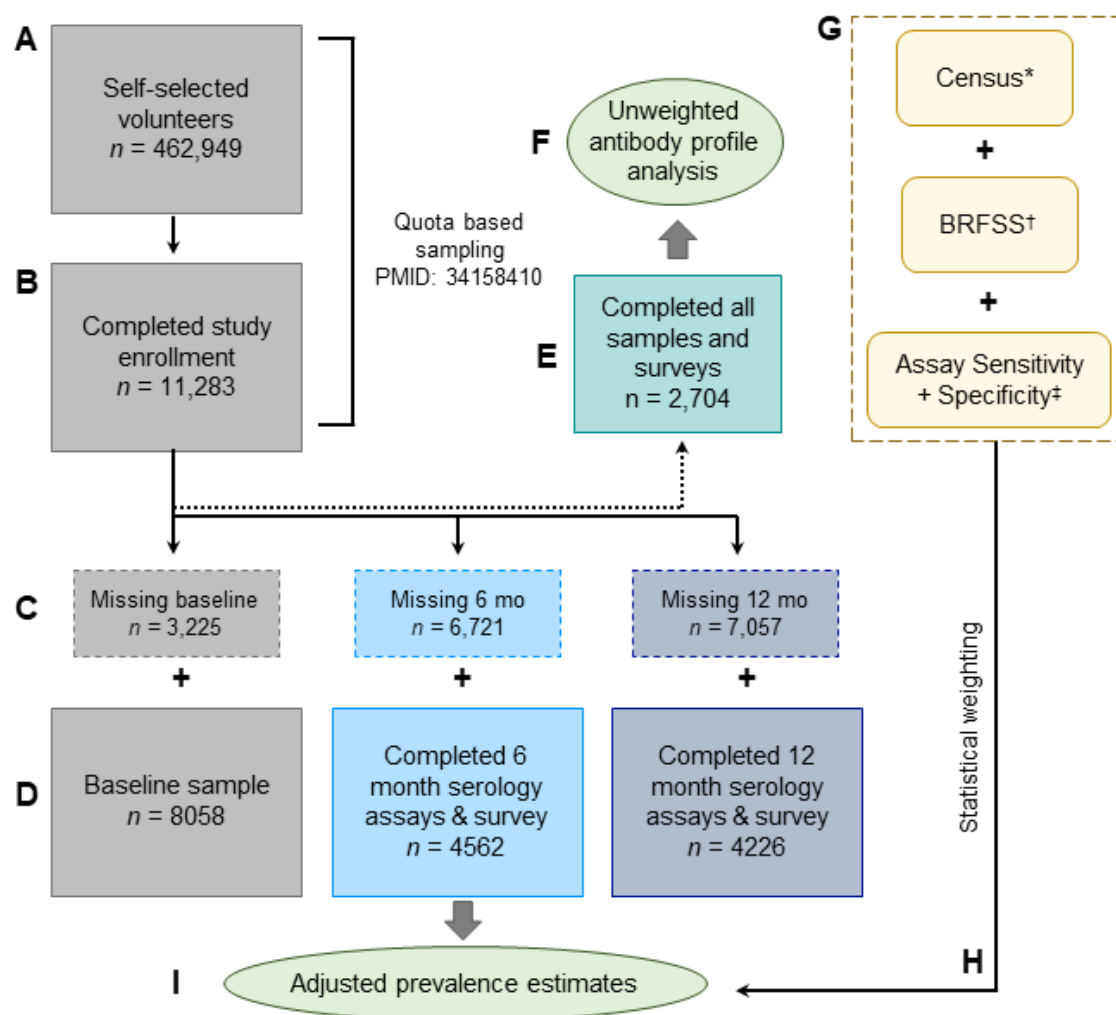 A
Self-selected
volunteers
n = 462,949
B
Completed study
enrollment
n = 11,283
Quota based
sampling
PMID: 34158410
F
Unweighted
antibody profile
analysis
E
Completed all
samples and
surveys
n = 2,704
G
Census*
+
BRFSS†
+
Assay Sensitivity
+ Specificity‡
C
Missing baseline
n = 3,225
Missing 6 mo
n = 6,721
Missing 12 mo
n = 7,057
+
+
+
D
Baseline sample
n = 8058
Completed 6
month serology
assays & survey
n = 4562
Completed 12
month serology
assays & survey
n = 4226
Statistical weighting
H
I
Adjusted prevalence estimates